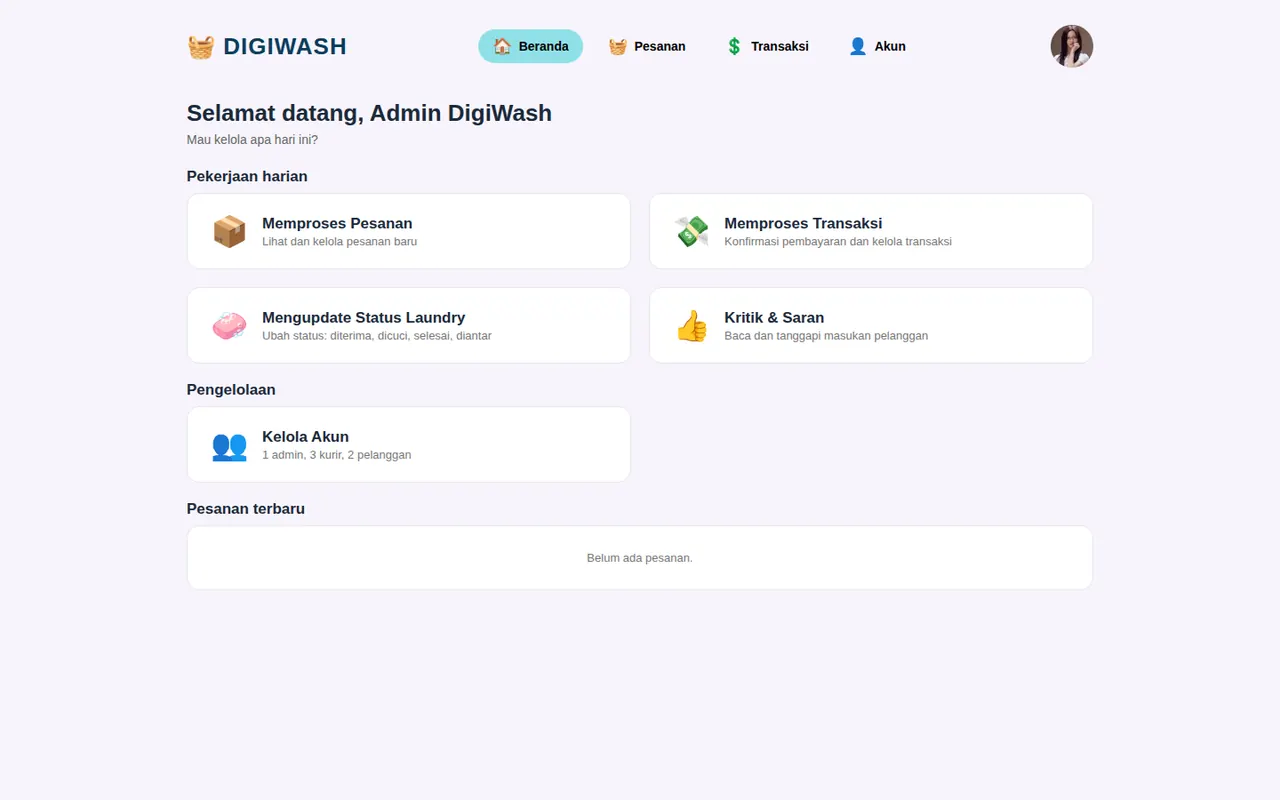 DIGIWASH
Beranda
Pesanan
Transaksi
Akun
Selamat datang, Admin DigiWash
Mau kelola apa hari ini?
Pekerjaan harian
Memproses Pesanan
Lihat dan kelola pesanan baru
Memproses Transaksi
Konfirmasi pembayaran dan kelola transaksi
Mengupdate Status Laundry
Ubah status: diterima, dicuci, selesai, diantar
Kritik & Saran
Baca dan tanggapi masukan pelanggan
Pengelolaan
Kelola Akun
1 admin, 3 kurir, 2 pelanggan
Pesanan terbaru
Belum ada pesanan.